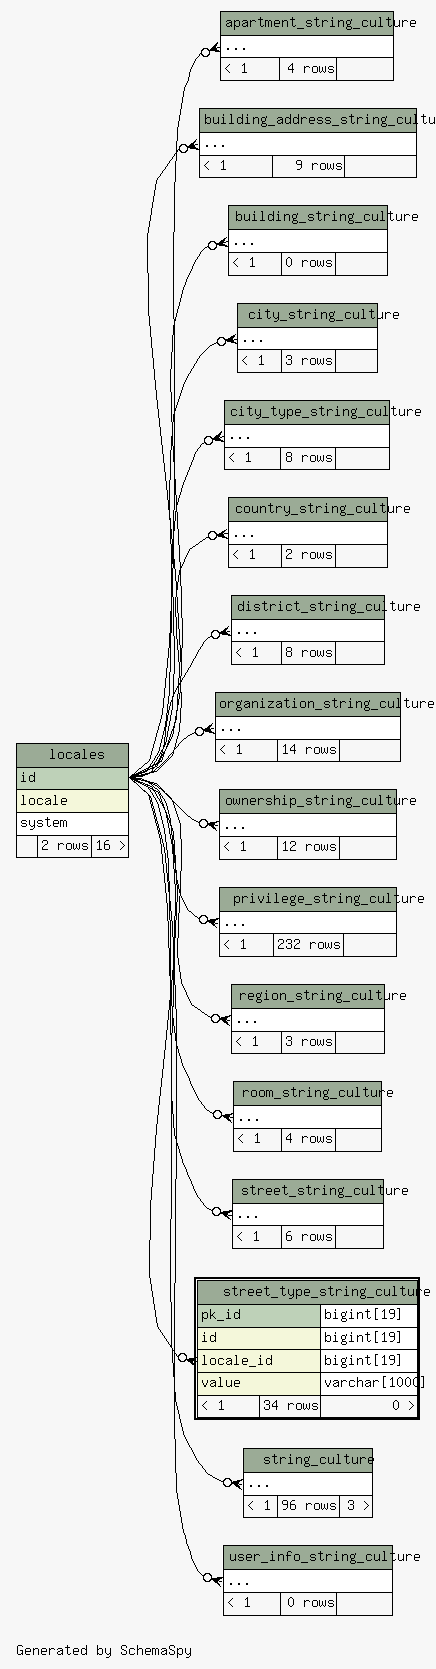 apartment_string_culture
...
< 1 4 rows
building_address_string_cultu
...
< 1 9 rows
building_string_culture
...
< 1 0 rows
city_string_culture
...
< 1 3 rows
city_type_string_culture
...
< 1 8 rows
country_string_culture
...
< 1 2 rows
district_string_culture
...
< 1 8 rows
organization_string_culture
...
< 1 14 rows
locales
id
locale
system
2 rows 16 >
ownership_string_culture
...
< 1 12 rows
privilege_string_culture
...
< 1 232 rows
region_string_culture
...
< 1 3 rows
room_string_culture
...
< 1 4 rows
street_string_culture
...
< 1 6 rows
street_type_string_culture
pk_id bigint[19]
id bigint[19]
locale_id bigint[19]
value varchar[1000]
< 1 34 rows 0 >
string_culture
...
< 1 96 rows 3 >
user_info_string_culture
...
< 1 0 rows
Generated by SchemaSpy